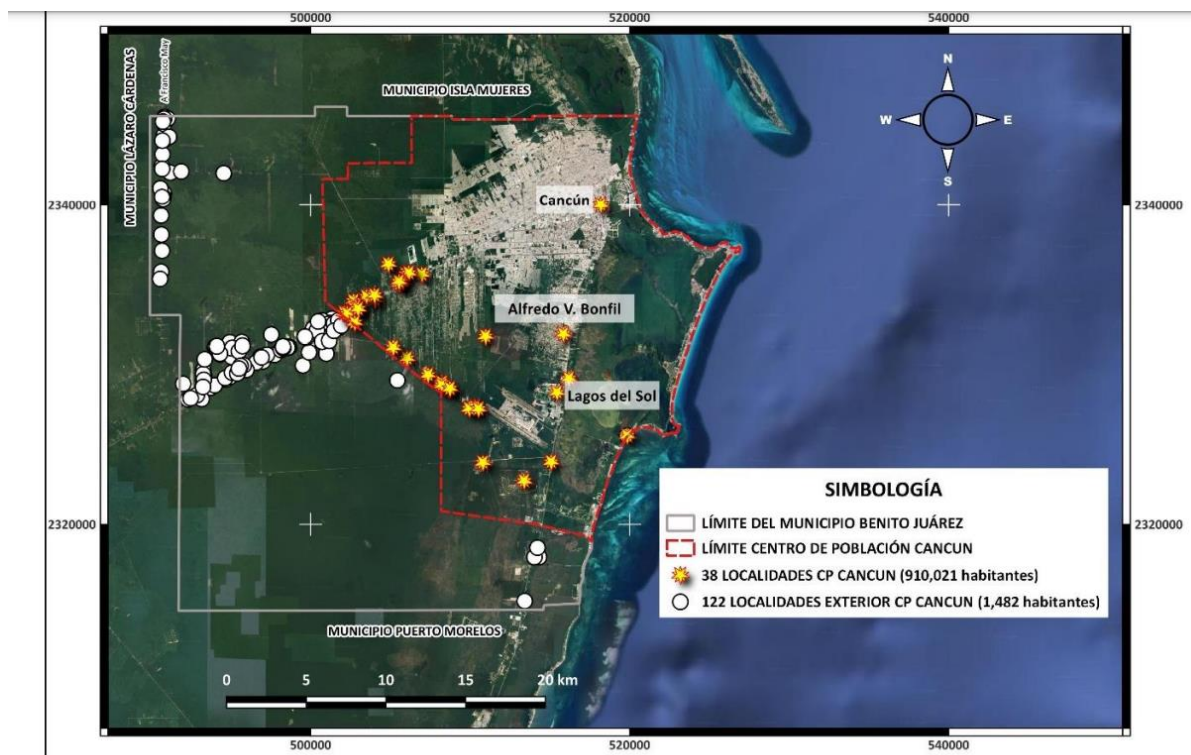 500000
520000
540000
MUNICIPIO LÁZARO CÁRDENAS
A Francisco May
MUNICIPIO ISLA MUJERES
N
W
E
S
2340000
2340000
Cancún
Alfredo V. Bonfil
Lagos del Sol
2320000
2320000
SIMBOLOGÍA
LÍMITE DEL MUNICIPIO BENITO JUÁREZ
LÍMITE CENTRO DE POBLACIÓN CANCUN
38 LOCALIDADES CP CANCUN (910,021 habitantes)
122 LOCALIDADES EXTERIOR CP CANCUN (1,482 habitantes)
MUNICIPIO PUERTO MORELOS
0 5 10 15 20 km
500000
520000
540000